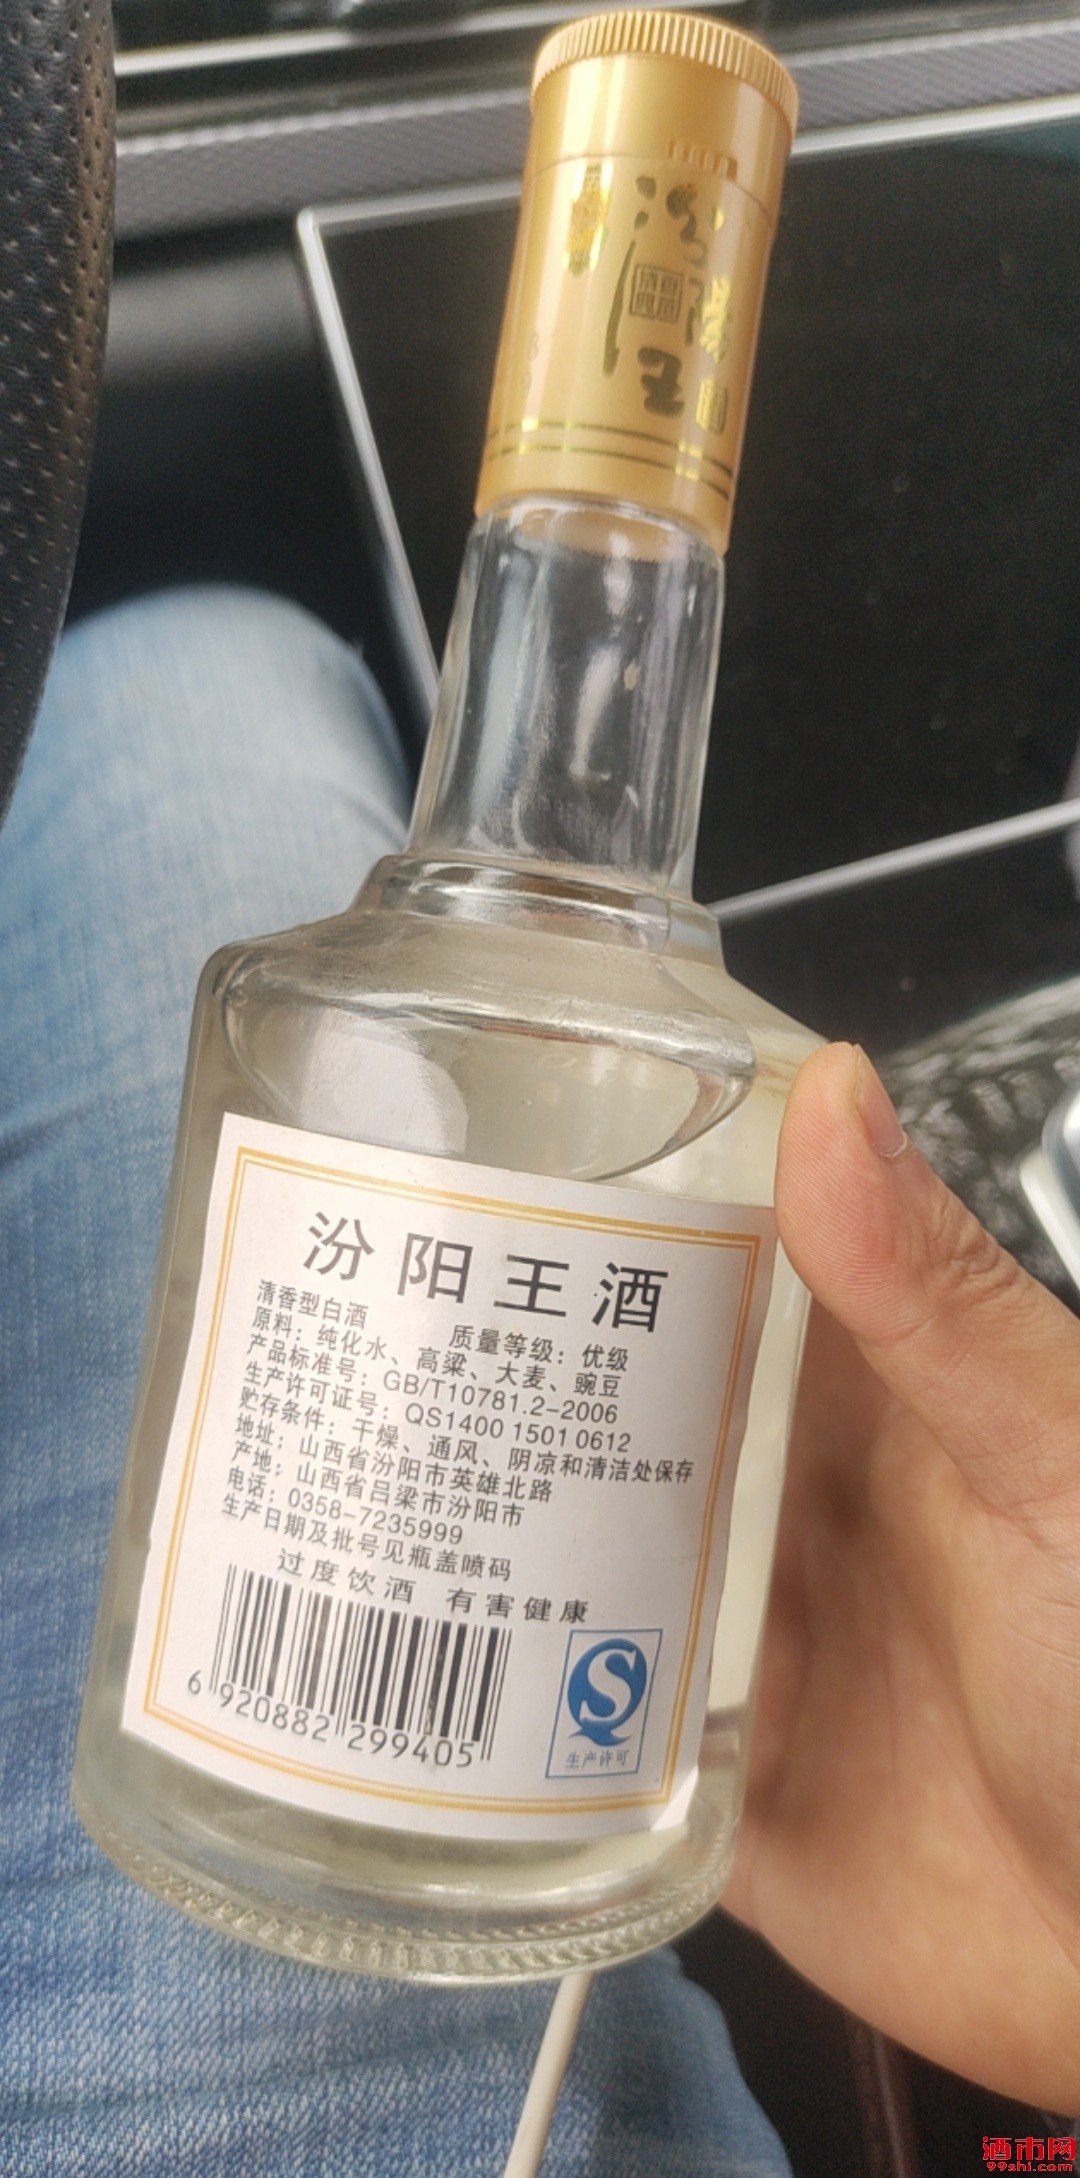 汾阳王
汾阳王酒
清香型白酒 质量等级：优级
原料：纯化水、高粱、大麦、豌豆
产品标准号：GB/T10781.2-2006
生产许可证号：QS1400 1501 0612
贮存条件：干燥、通风、阴凉和清洁处保存
地址：山西省汾阳市英雄北路
产地：山西省吕梁市汾阳市
电话：0358-7235999
生产日期及批号见瓶盖喷码
过度饮酒 有害健康
6 920882 299405
生产许可
酒市网
99shi.com